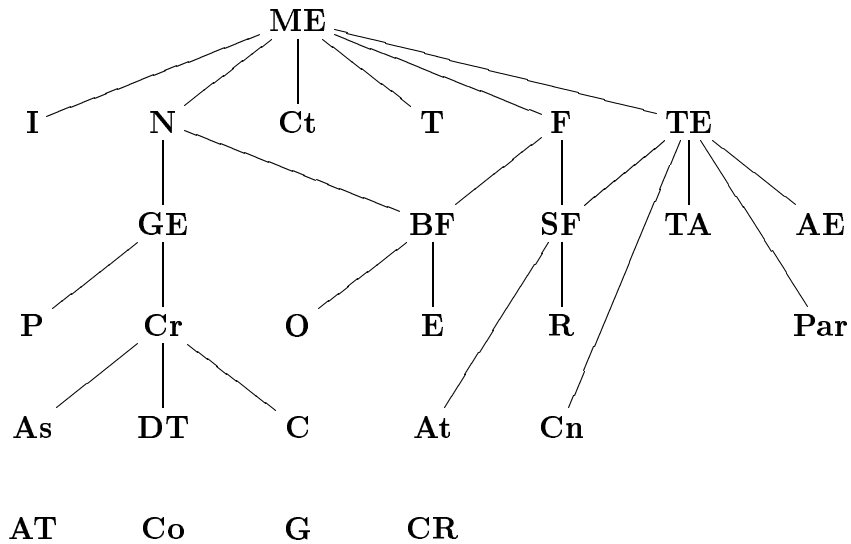 ME
I N Ct T F TE
GE BF SF TA AE
P Cr O E R Par
As DT C At Cn
AT Co G CR